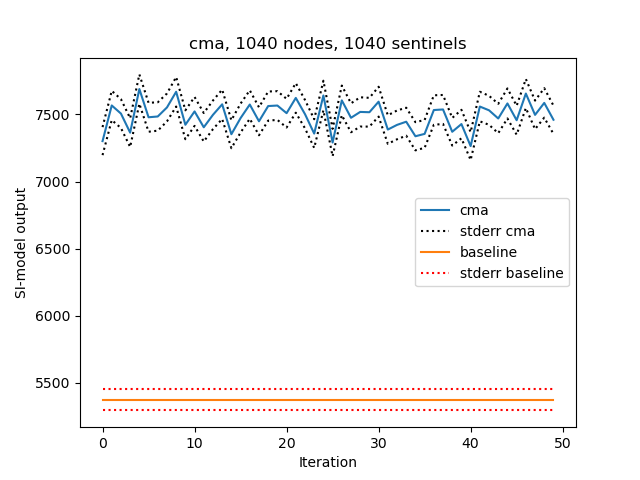 cma, 1040 nodes, 1040 sentinels
SI-model output
7500
7000
6500
6000
5500
cma
stderr cma
baseline
stderr baseline
0 10 20 30 40 50
Iteration